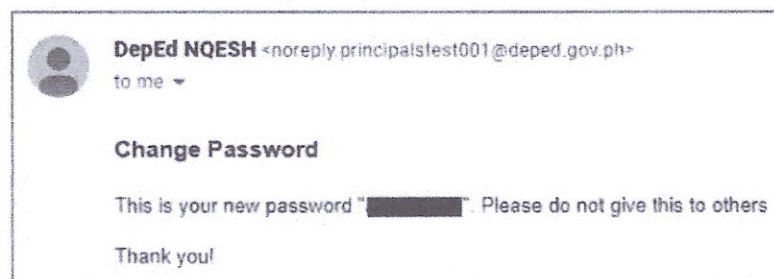 DepEd NQESH <noreply.principalstest001@deped.gov.ph>
to me
Change Password
This is your new password "". Please do not give this to others
Thank you!